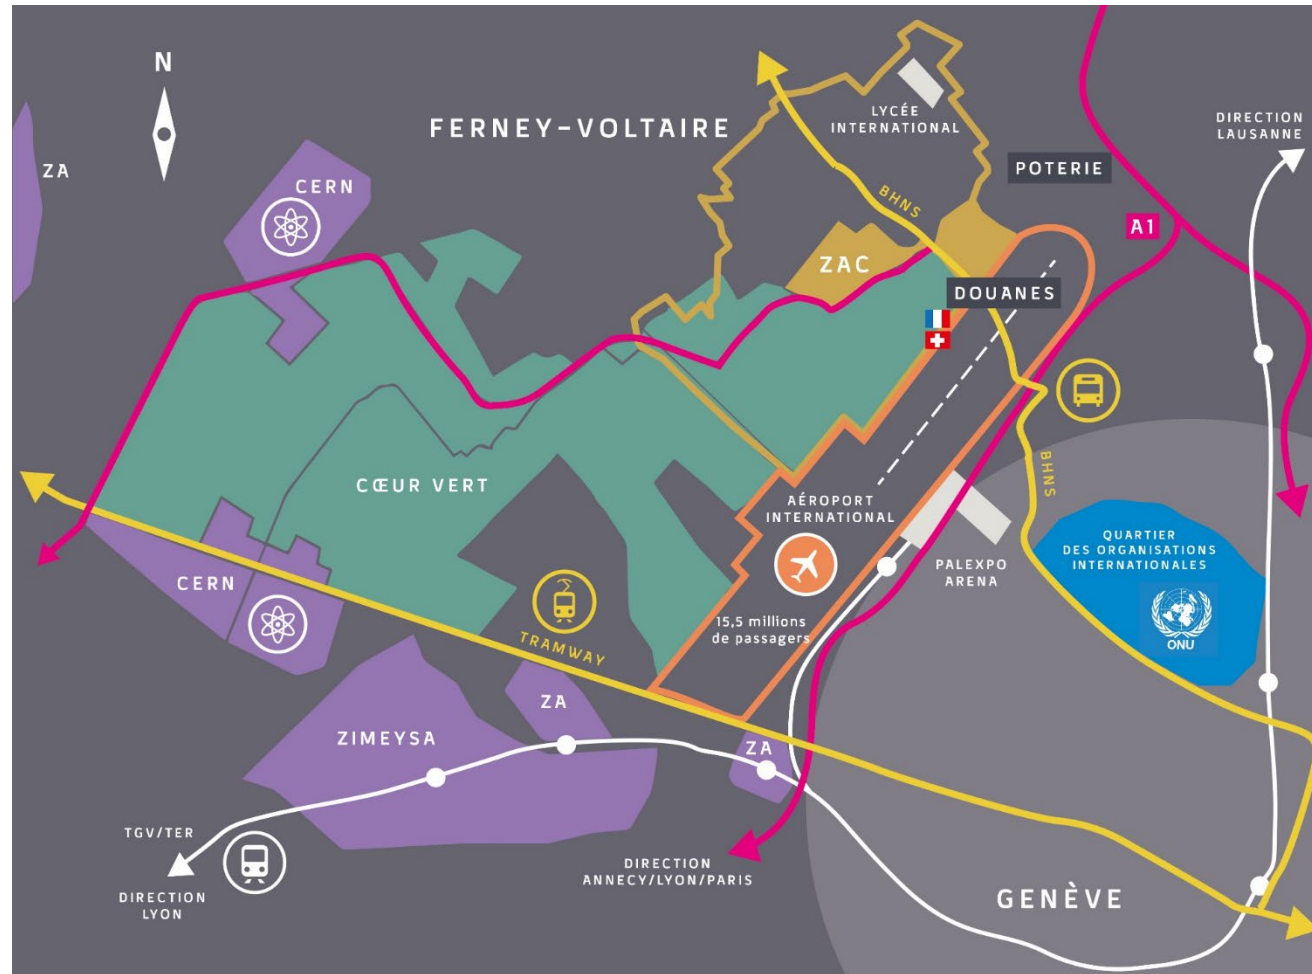 N
FERNEY-VOLTAIRE
LYCÉE
INTERNATIONAL
DIRECTION
LAUSANNE
ZA
CERN
POTERIE
BHNS
A1
ZAC
DOUANES
CŒUR VERT
BHNS
AÉROPORT
INTERNATIONAL
QUARTIER
DES ORGANISATIONS
INTERNATIONALES
PALEXPO
ARENA
CERN
15,5 millions
de passagers
TRAMWAY
ONU
ZA
ZIMEYSA
ZA
TGV/TER
DIRECTION
LYON
DIRECTION
ANNECY/LYON/PARIS
GENÈVE